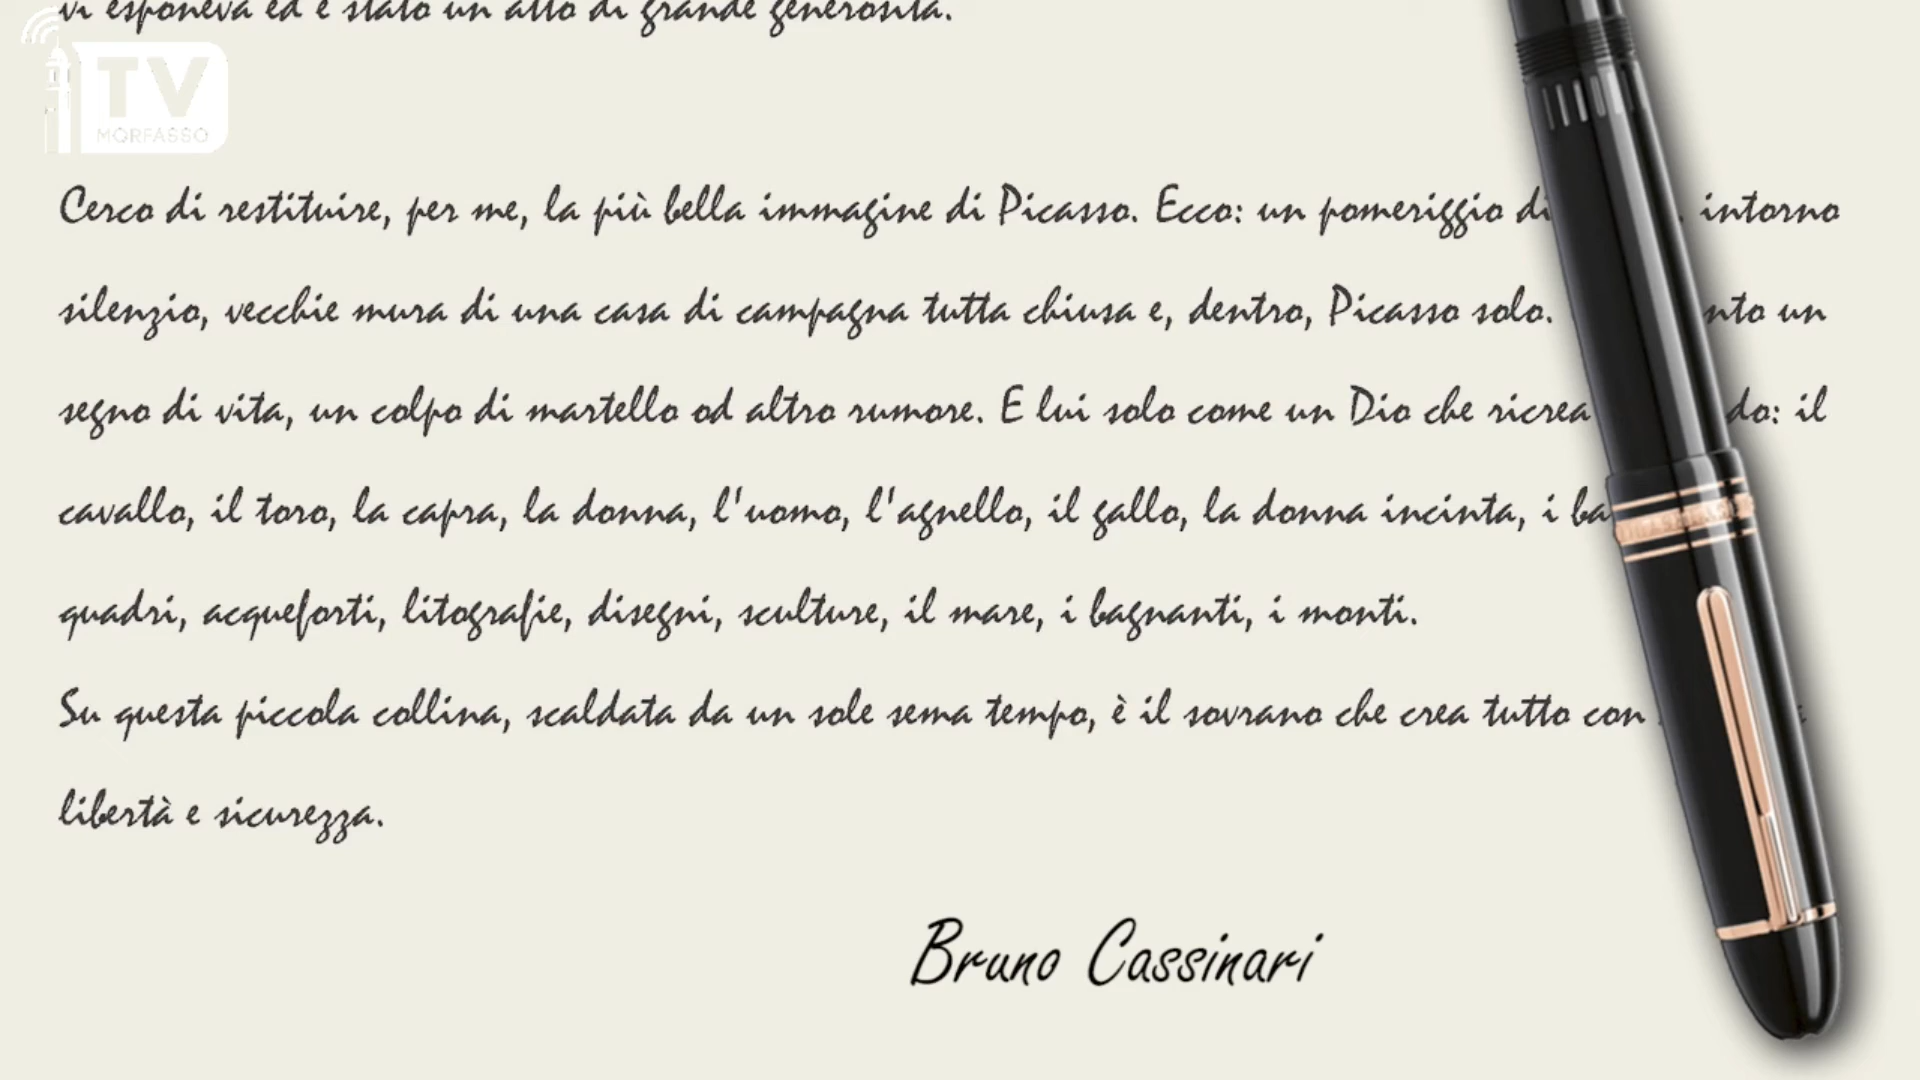 vi esponeva ed è stato un atto di grande generosità.
TV
MORFASSO
Cerco di restituire, per me, la più bella immagine di Picasso. Ecco: un pomeriggio di intorno
silenzio, vecchie mura di una casa di campagna tutta chiusa e, dentro, Picasso solo. un
segno di vita, un colpo di martello od altro rumore. E lui solo come un Dio che ricrea il
cavallo, il toro, la capra, la donna, l'uomo, l'agnello, il gallo, la donna incinta, i
quadri, acqueforti, litografie, disegni, sculture, il mare, i bagnanti, i monti.
Su questa piccola collina, scaldata da un sole sema tempo, è il sovrano che crea tutto con
libertà e sicurezza.
Bruno Cassinari